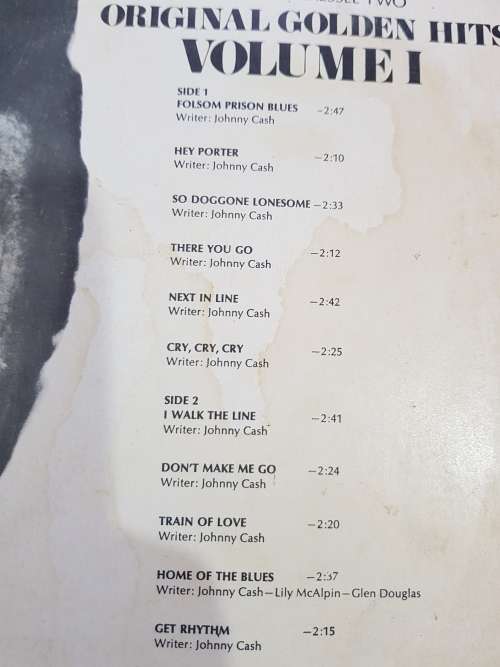 TWO
ORIGINAL GOLDEN HITS
VOLUME I
SIDE 1
FOLSOM PRISON BLUES –2:47
Writer: Johnny Cash
HEY PORTER –2:10
Writer: Johnny Cash
SO DOGGONE LONESOME –2:33
Writer: Johnny Cash
THERE YOU GO –2:12
Writer: Johnny Cash
NEXT IN LINE –2:42
Writer: Johnny Cash
CRY, CRY, CRY –2:25
Writer: Johnny Cash
SIDE 2
I WALK THE LINE –2:41
Writer: Johnny Cash
DON'T MAKE ME GO –2:24
Writer: Johnny Cash
TRAIN OF LOVE –2:20
Writer: Johnny Cash
HOME OF THE BLUES –2:37
Writer: Johnny Cash–Lily McAlpin–Glen Douglas
GET RHYTHM –2:15
Writer: Johnny Cash